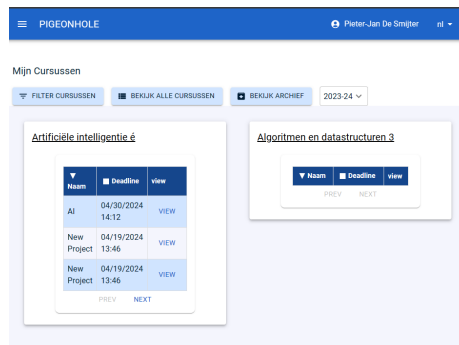 PIGEONHOLE Pieter-Jan De Smijter nl
Mijn Cursussen
FILTER CURSUSSEN BEKIJK ALLE CURSUSSEN BEKIJK ARCHIEF 2023-24
Artificiële intelligentie é
▼ Naam Deadline view
AI 04/30/2024 14:12 VIEW
New Project 04/19/2024 13:46 VIEW
New Project 04/19/2024 13:46 VIEW
PREV NEXT
Algoritmen en datastructuren 3
▼ Naam Deadline view
PREV NEXT